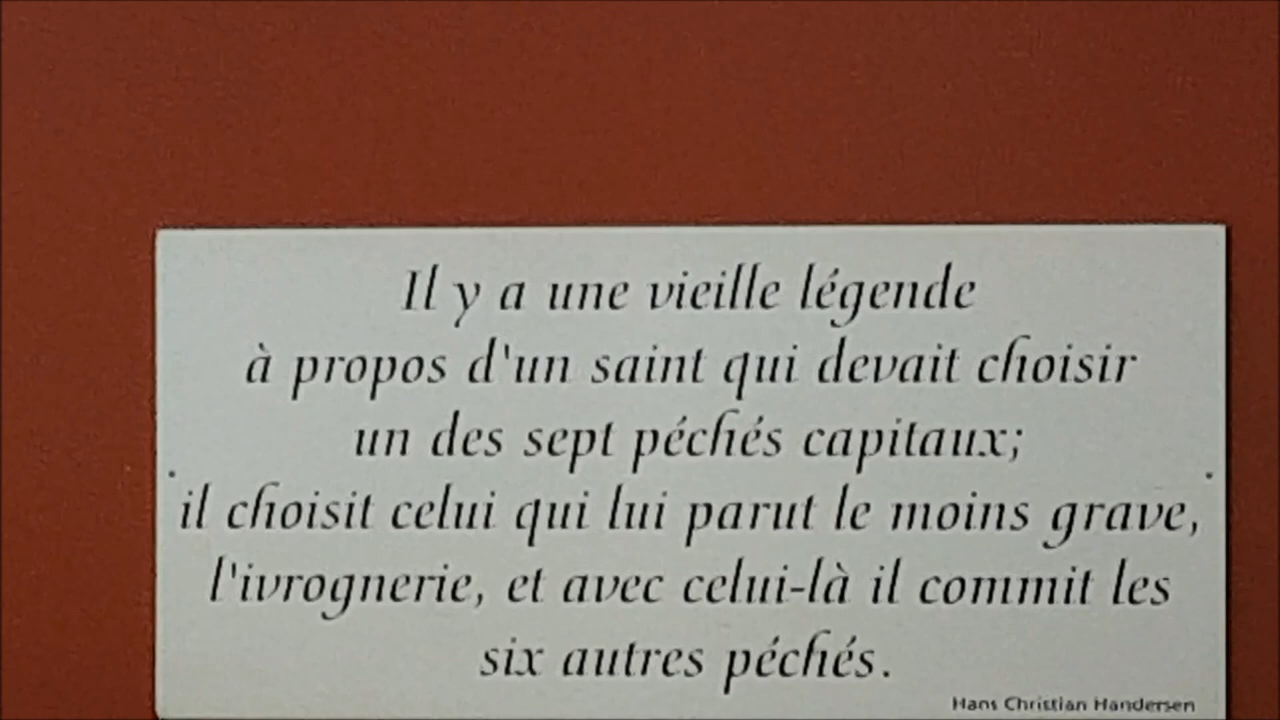 Il y a une vieille légende
à propos d'un saint qui devait choisir
un des sept péchés capitaux;
il choisit celui qui lui parut le moins grave,
l'ivrognerie, et avec celui-là il commit les
six autres péchés.
Hans Christian Handersen